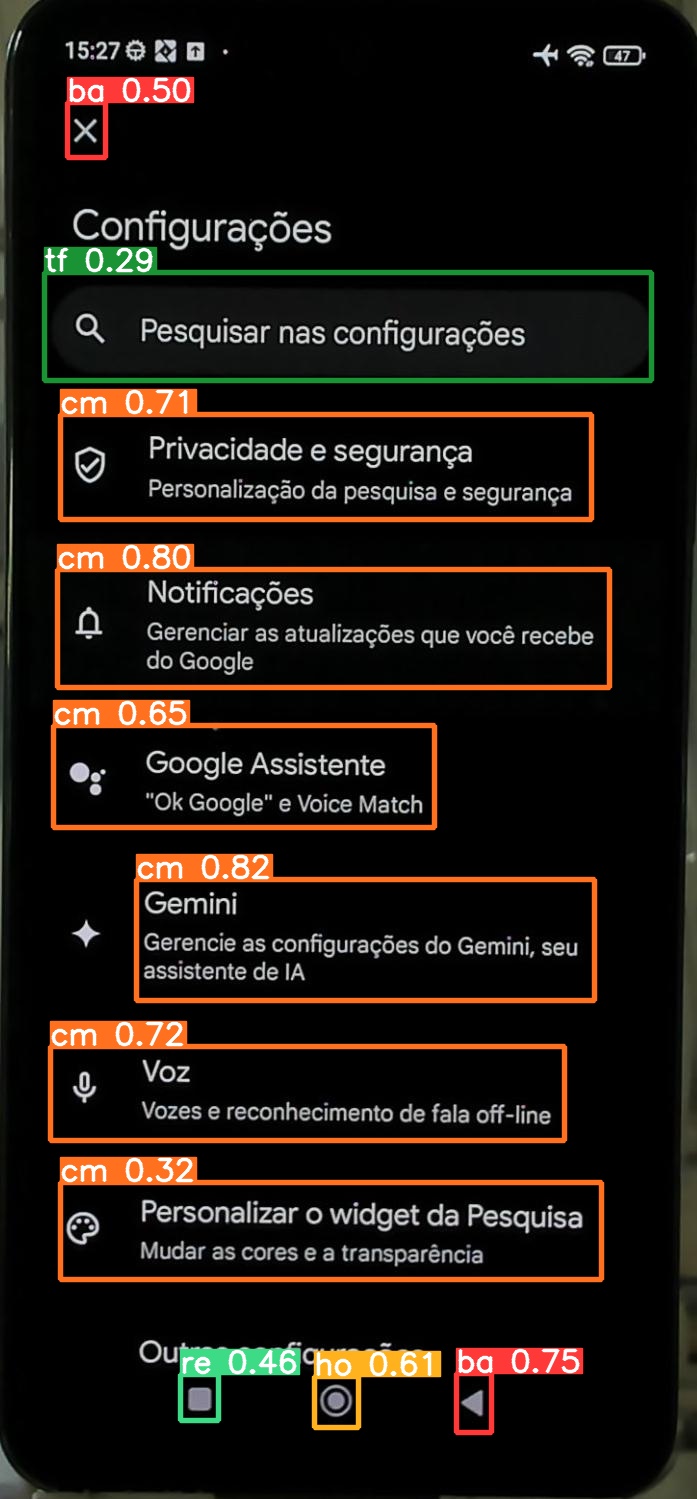 15:27
47
ba 0.50
Configurações
tf 0.29
Pesquisar nas configurações
cm 0.71
Privacidade e segurança
Personalização da pesquisa e segurança
cm 0.80
Notificações
Gerenciar as atualizações que você recebe
do Google
cm 0.65
Google Assistente
"Ok Google" e Voice Match
cm 0.82
Gemini
Gerencie as configurações do Gemini, seu
assistente de IA
cm 0.72
Voz
Vozes e reconhecimento de fala off-line
cm 0.32
Personalizar o widget da Pesquisa
Mudar as cores e a transparência
re 0.46
ho 0.61
ba 0.75